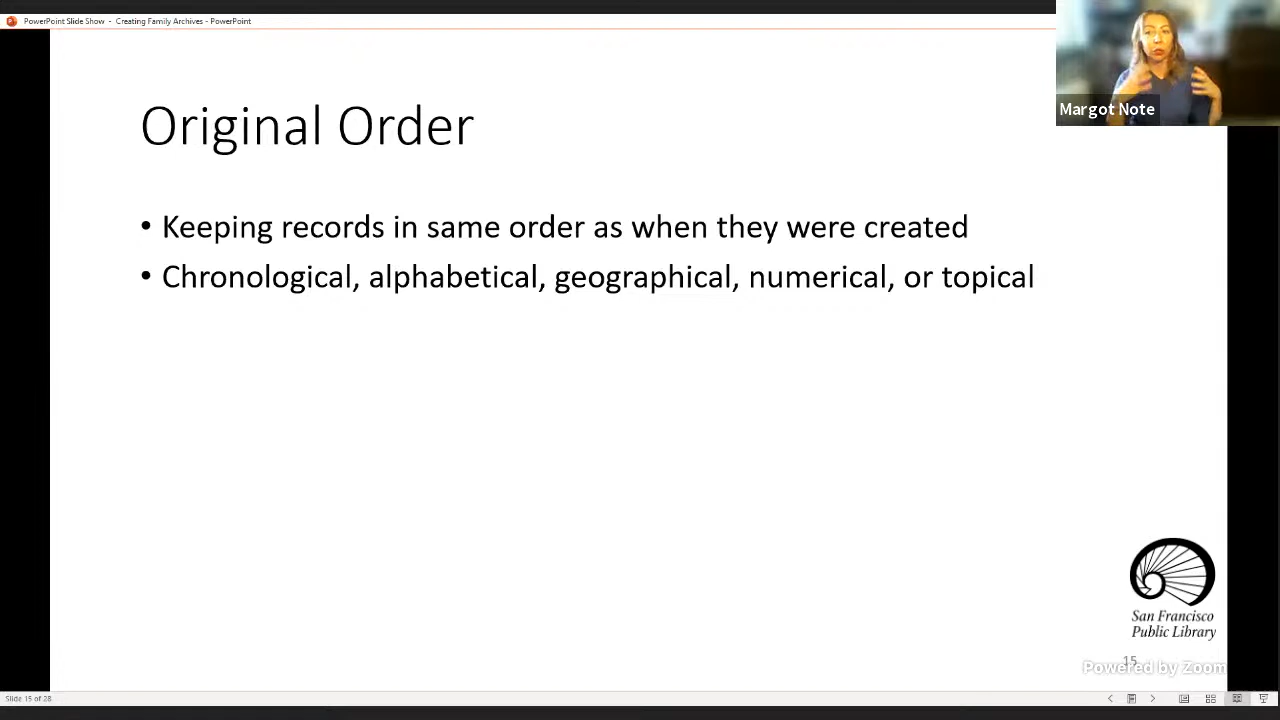 PowerPoint Slide Show - Creating Family Archives - PowerPoint
Margot Note
Original Order
• Keeping records in same order as when they were created
• Chronological, alphabetical, geographical, numerical, or topical
San Francisco
Public Library
15
Powered by Zoom
Slide 15 of 28